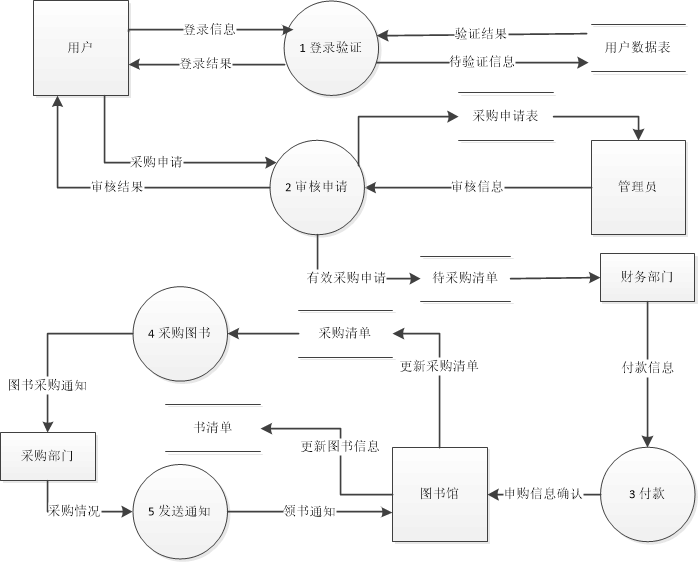 登录信息
用户
1 登录验证
验证结果
用户数据表
登录结果
待验证信息
采购申请表
采购申请
审核结果
2 审核申请
审核信息
管理员
有效采购申请
待采购清单
财务部门
4 采购图书
采购清单
更新采购清单
付款信息
图书采购通知
书清单
更新图书信息
采购部门
图书馆
申购信息确认
3 付款
采购情况
5 发送通知
领书通知